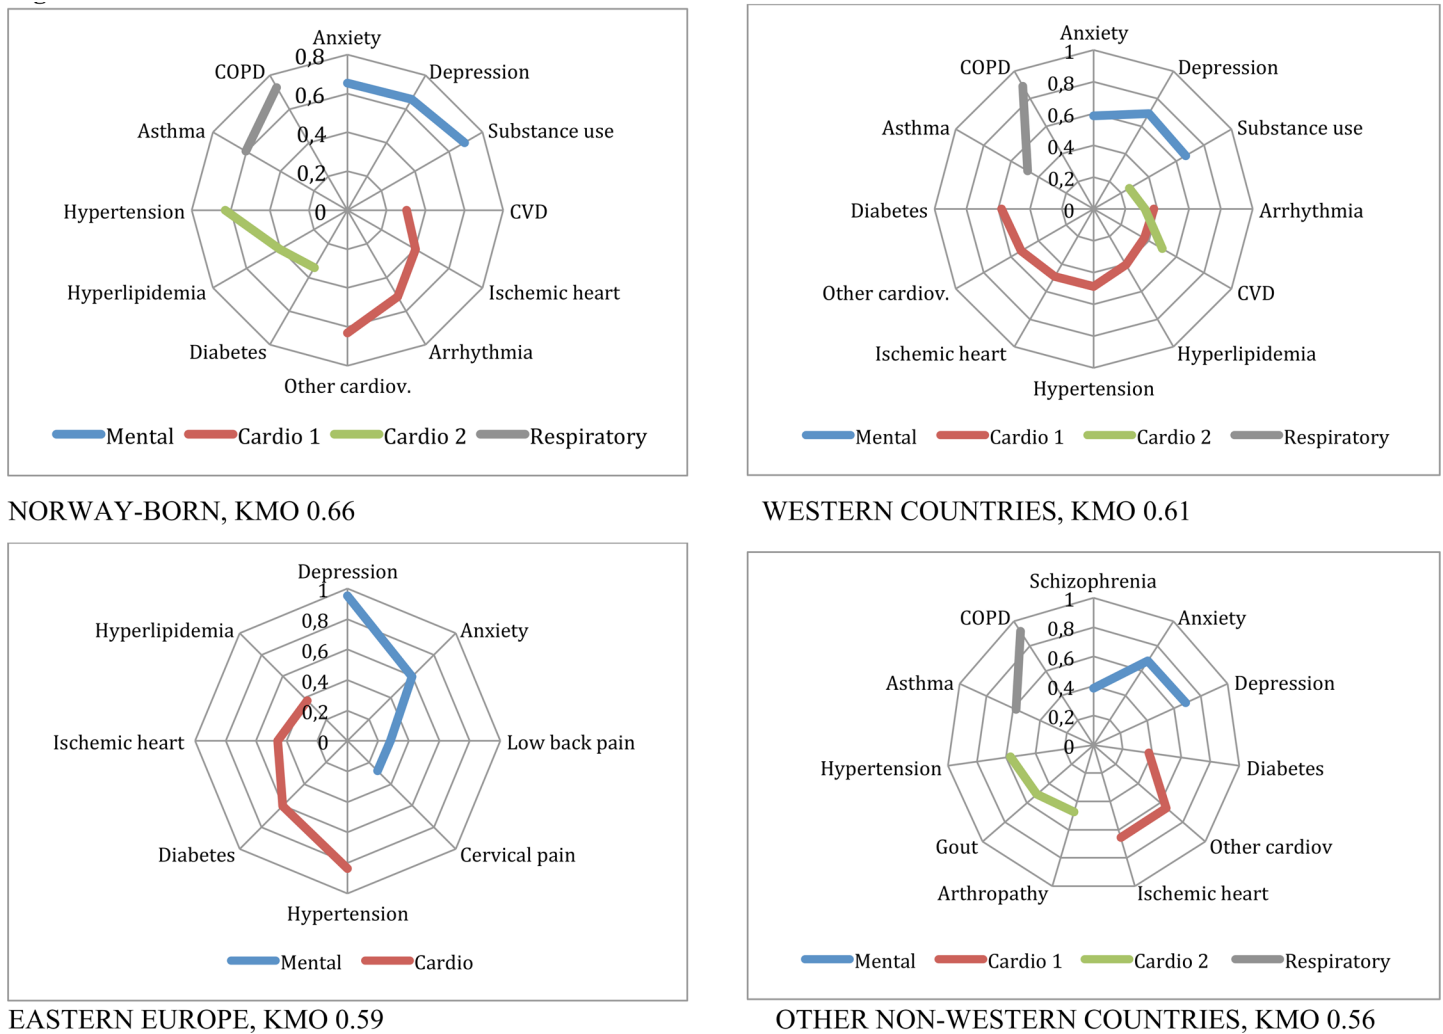 Anxiety
0,8
COPD
Depression
0,6
Asthma
0,4
Substance use
0,2
Hypertension
0
CVD
Hyperlipidemia
Ischemic heart
Diabetes
Arrhythmia
Other cardiov.
Mental
Cardio 1
Cardio 2
Respiratory
NORWAY-BORN, KMO 0.66
Anxiety
1
COPD
Depression
0,8
Asthma
0,6
Substance use
0,4
0,2
Diabetes
0
Arrhythmia
Other cardiov.
CVD
Ischemic heart
Hyperlipidemia
Hypertension
Mental
Cardio 1
Cardio 2
Respiratory
WESTERN COUNTRIES, KMO 0.61
Depression
1
0,8
Hyperlipidemia
Anxiety
0,6
0,4
0,2
Ischemic heart
0
Low back pain
Diabetes
Cervical pain
Hypertension
Mental
Cardio
EASTERN EUROPE, KMO 0.59
Schizophrenia
1
COPD
Anxiety
0,8
0,6
Asthma
Depression
0,4
0,2
0
Hypertension
Diabetes
Gout
Other cardiov
Arthropathy
Ischemic heart
Mental
Cardio 1
Cardio 2
Respiratory
OTHER NON-WESTERN COUNTRIES, KMO 0.56